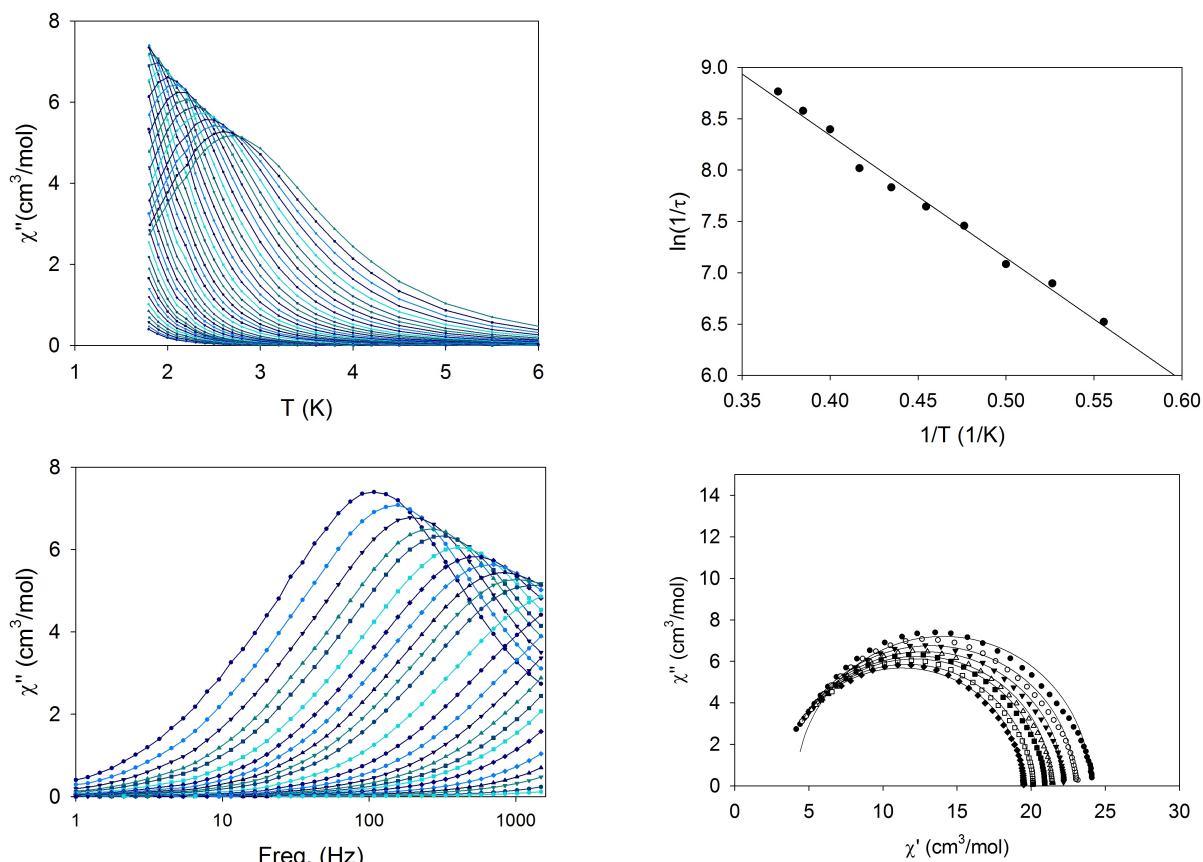 8
6
4
2
0
χ''(cm³/mol)
1 2 3 4 5 6
T (K)
9.0
8.5
8.0
7.5
7.0
6.5
6.0
ln(1/τ)
0.35 0.40 0.45 0.50 0.55 0.60
1/T (1/K)
8
6
4
2
0
χ'' (cm³/mol)
1 10 100 1000
Freq. (Hz)
14
12
10
8
6
4
2
0
χ'' (cm³/mol)
0 5 10 15 20 25 30
χ' (cm³/mol)